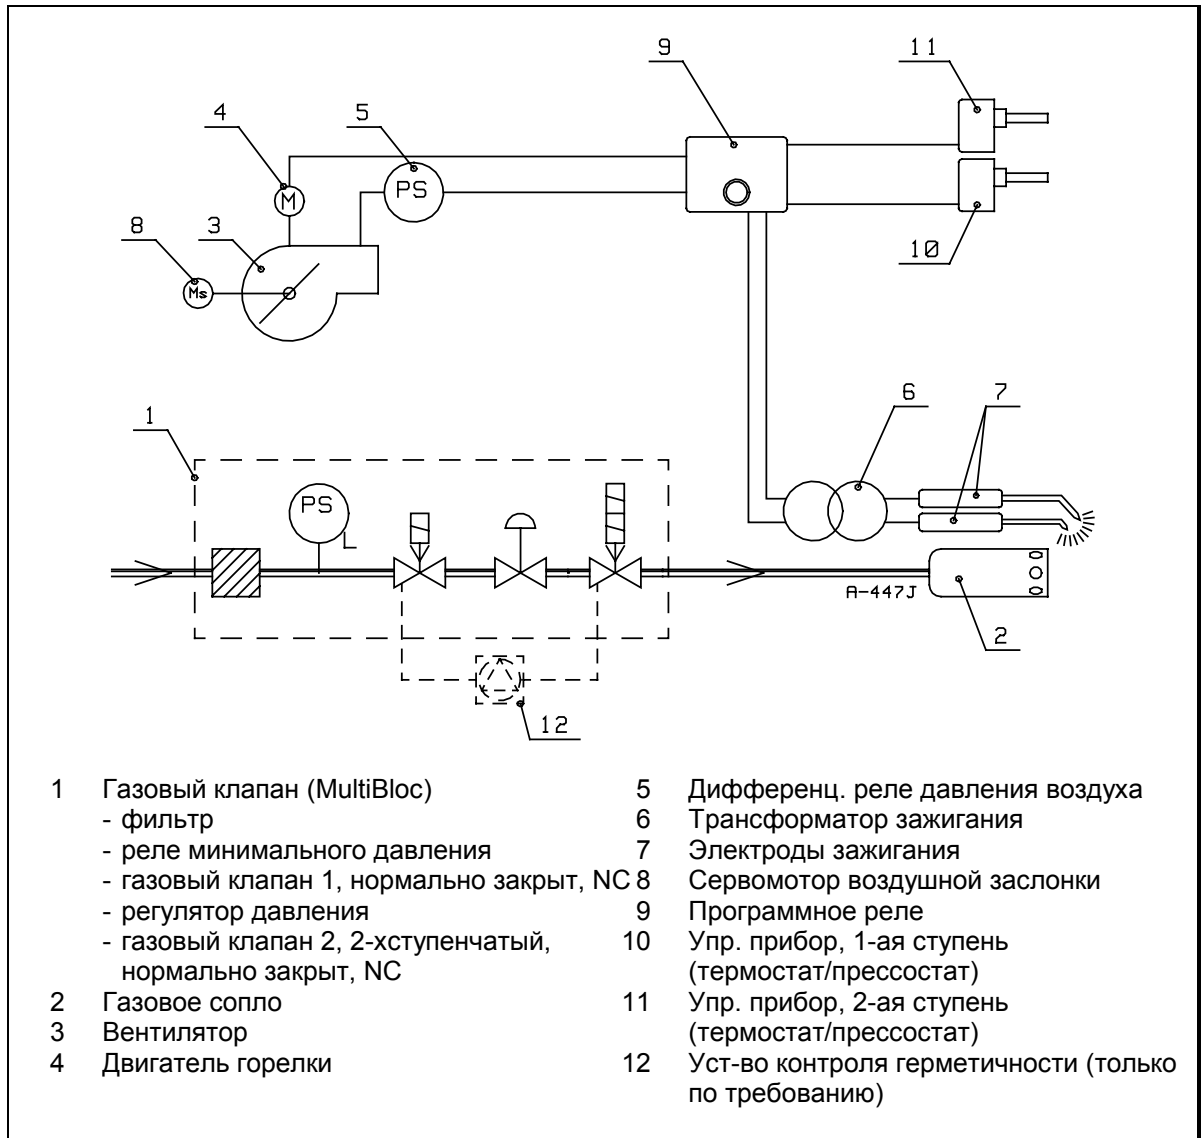 11
9
4
5
M
PS
8
3
Ms
10
6
7
1
PS
A-447J
2
12
1 Газовый клапан (MultiBloc)
- фильтр
- реле минимального давления
- газовый клапан 1, нормально закрыт, NC
- регулятор давления
- газовый клапан 2, 2-хступенчатый,
нормально закрыт, NC
2 Газовое сопло
3 Вентилятор
4 Двигатель горелки
5 Дифференц. реле давления воздуха
6 Трансформатор зажигания
7 Электроды зажигания
8 Сервомотор воздушной заслонки
9 Программное реле
10 Упр. прибор, 1-ая ступень
(термостат/прессостат)
11 Упр. прибор, 2-ая ступень
(термостат/прессостат)
12 Уст-во контроля герметичности (только
по требованию)